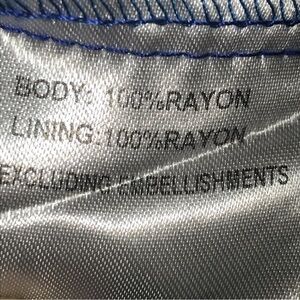 BODY: 100%RAYON
LINING:100%RAYON
EXCLUDING EMBELLISHMENTS